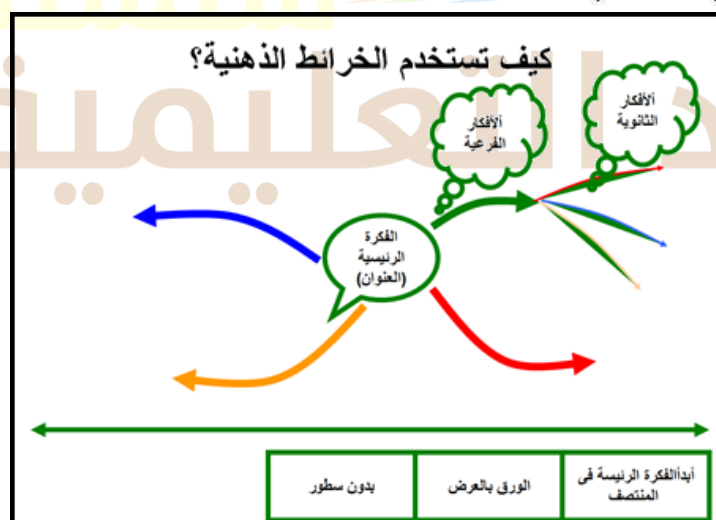 كيف تستخدم الخرائط الذهنية؟
ألأفكار
الثانوية
ألأفكار
الفرعية
الفكرة
الرئيسية
(العنوان)
أبدأالفكرة الرئيسة فى
المنتصف
الورق بالعرض
بدون سطور